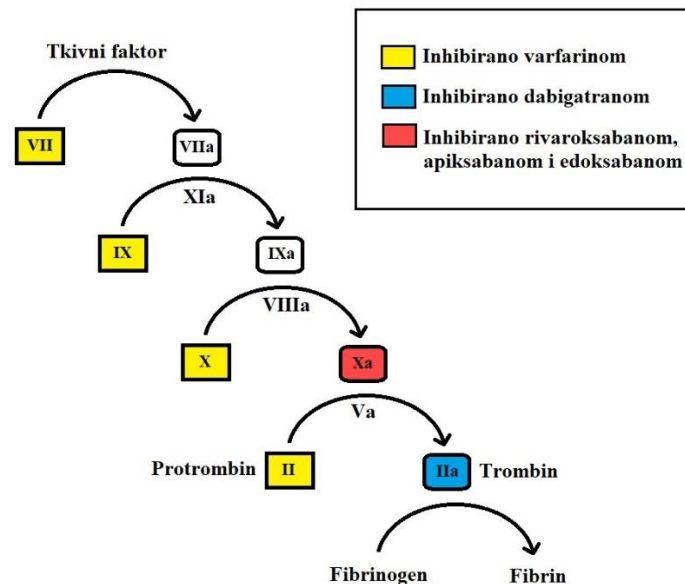 Tkivni faktor
VII
VIIa
XIa
IX
IXa
VIIIa
X
Xa
Va
Protrombin
II
IIa
Trombin
Fibrinogen
Fibrin
Inhibirano varfarinom
Inhibirano dabigatranom
Inhibirano rivaroksabanom,
apiksabanom i edoksabanom